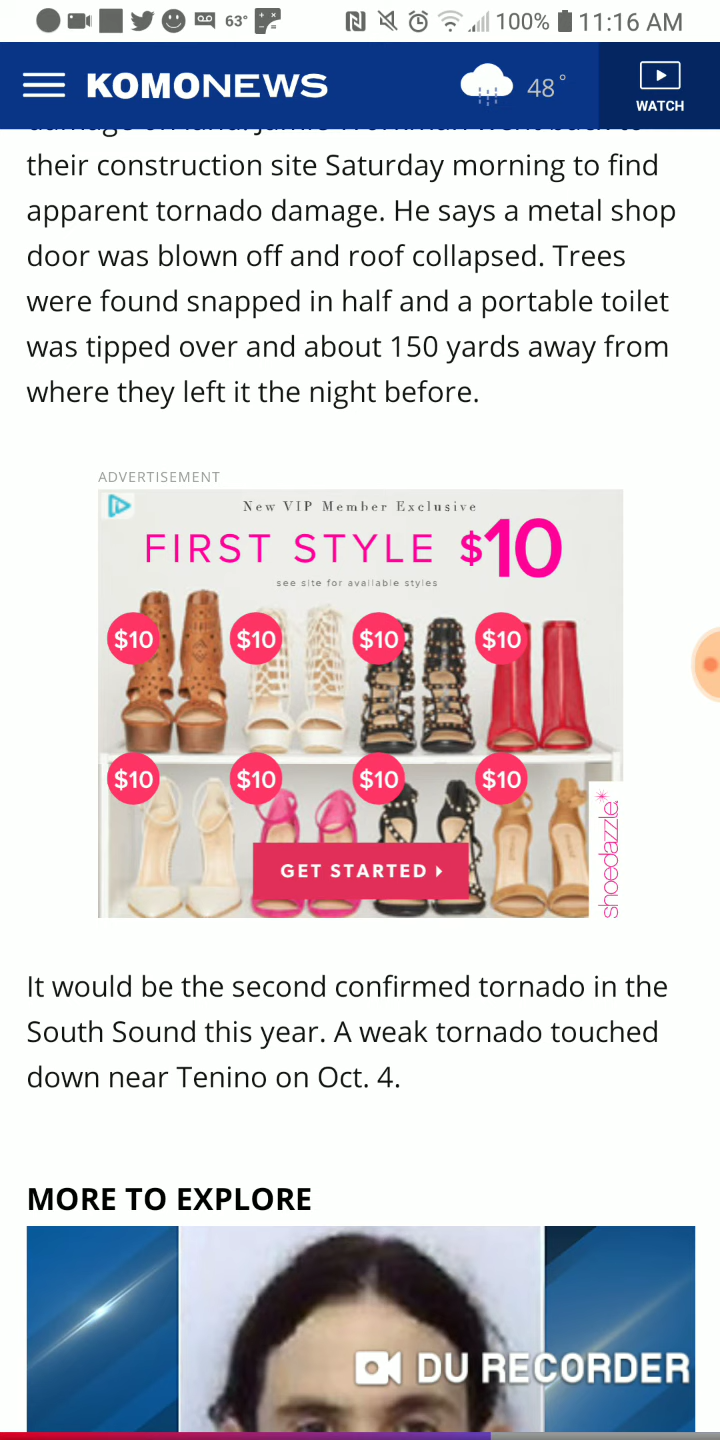 63°
100%
11:16 AM
KOMONEWS
48°
WATCH
their construction site Saturday morning to find
apparent tornado damage. He says a metal shop
door was blown off and roof collapsed. Trees
were found snapped in half and a portable toilet
was tipped over and about 150 yards away from
where they left it the night before.
ADVERTISEMENT
New VIP Member Exclusive
FIRST STYLE $10
see site for available styles
$10 $10 $10 $10
$10 $10 $10 $10
GET STARTED
shoedazzle
It would be the second confirmed tornado in the
South Sound this year. A weak tornado touched
down near Tenino on Oct. 4.
MORE TO EXPLORE
DU RECORDER